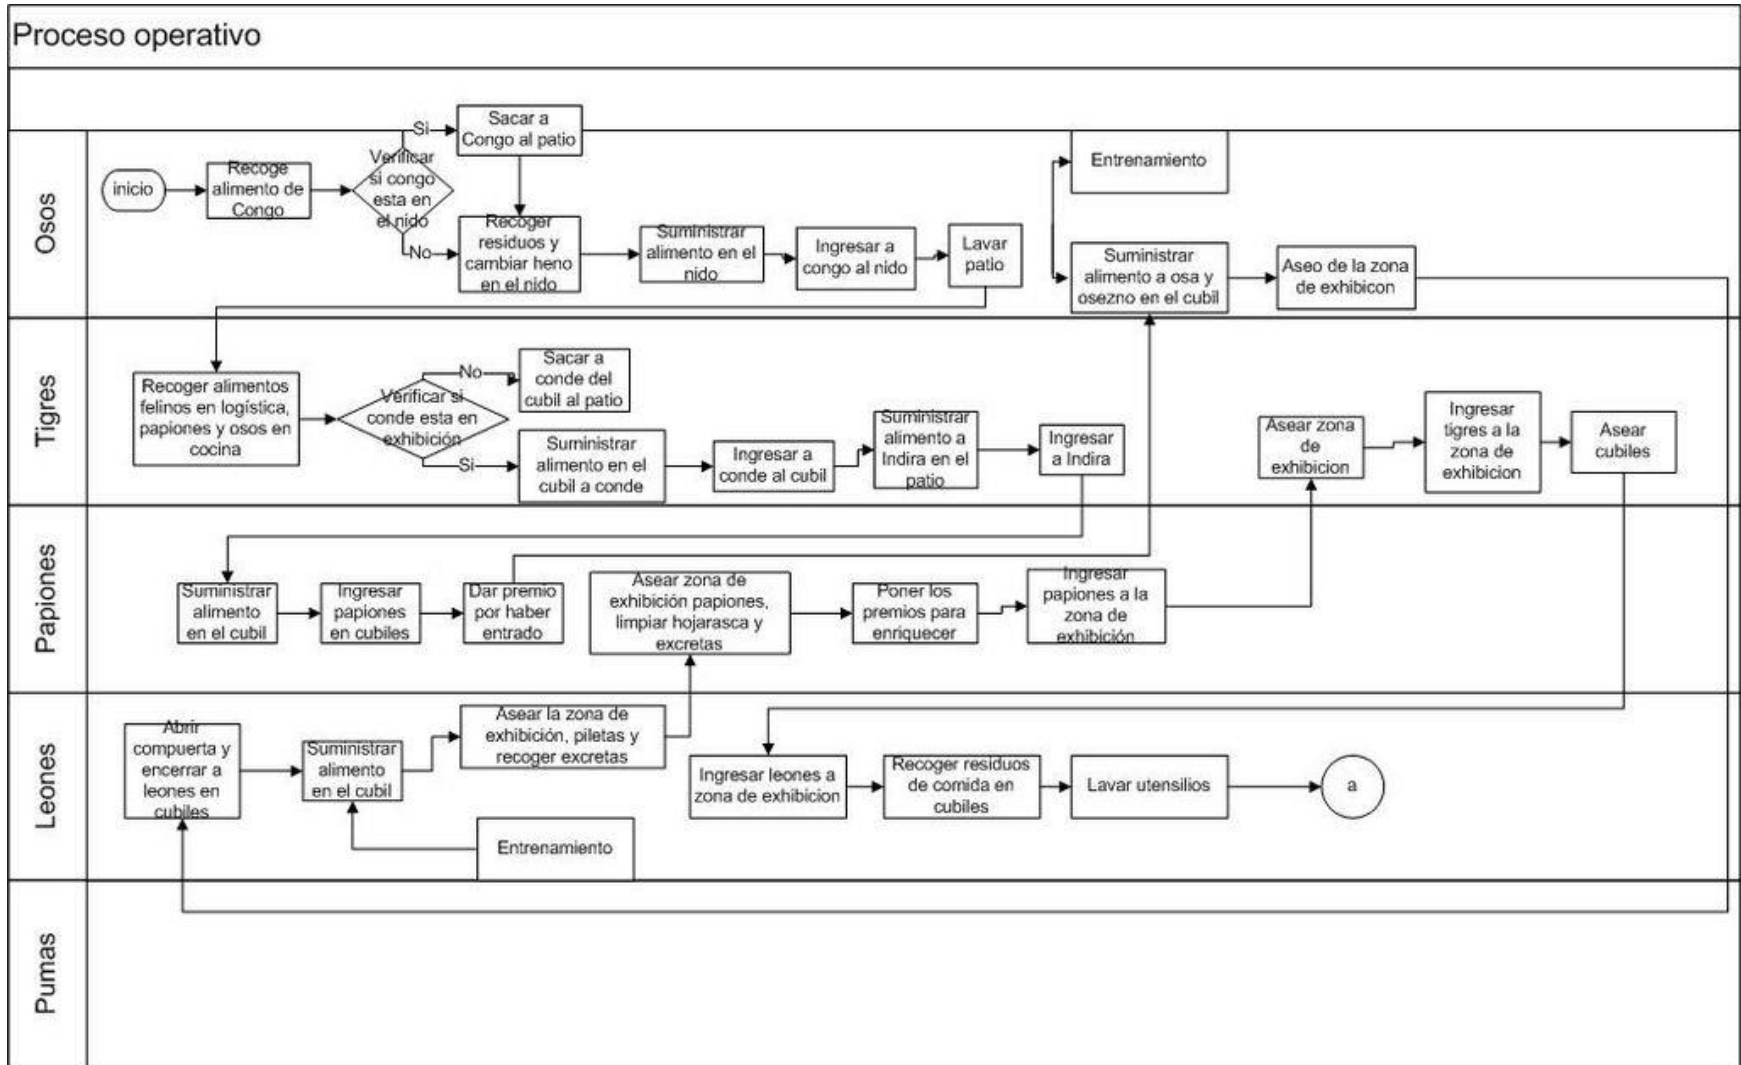 Proceso operativo
Osos
inicio
Recoge
alimento de
Congo
Verificar
si congo
esta en
el nido
Si
No
Sacar a
Congo al patio
Recoger
residuos y
cambiar heno
en el nido
Suministrar
alimento en el
nido
Ingresar a
congo al nido
Lavar
patio
Entrenamiento
Suministrar
alimento a osa y
osezno en el cubil
Aseo de la zona
de exhibicon
Tigres
Recoger alimentos
felinos en logística,
papiones y osos en
cocina
Verificar si
conde esta en
exhibición
No
Si
Sacar a
conde del
cubil al patio
Suministrar
alimento en el
cubil a conde
Ingresar a
conde al cubil
Suministrar
alimento a
Indira en el
patio
Ingresar
a Indira
Asear zona
de
exhibicion
Ingresar
tigres a la
zona de
exhibicion
Asear
cubiles
Papiones
Suministrar
alimento
en el cubil
Ingresar
papiones
en cubiles
Dar premio
por haber
entrado
Asear zona de
exhibición papiones,
limpiar hojarasca y
excretas
Poner los
premios para
enriquecer
Ingresar
papiones a la
zona de
exhibición
Leones
Abrir
compuerta y
encerrar a
leones en
cubiles
Suministrar
alimento
en el cubil
Asear la zona de
exhibición, piletas y
recoger excretas
Entrenamiento
Ingresar leones a
zona de exhibicion
Recoger residuos
de comida en
cubiles
Lavar utensilios
a
Pumas